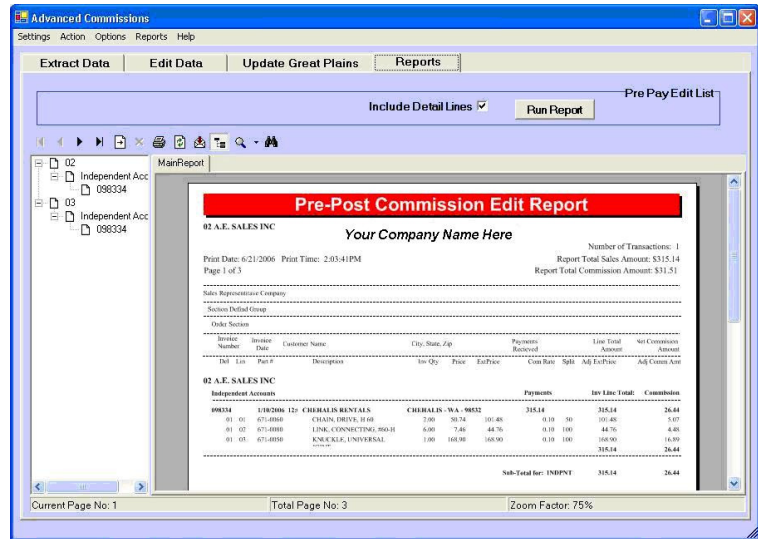 Advanced Commissions
Settings Action Options Reports Help
Extract Data Edit Data Update Great Plains Reports
Pre Pay Edit List
Include Detail Lines Run Report
02
Independent Acc
098334
03
Independent Acc
098334
MainReport
Pre-Post Commission Edit Report
02 A.E. SALES INC
Your Company Name Here
Number of Transactions: 1
Print Date: 6/21/2006 Print Time: 2:03:41PM Report Total Sales Amount: $315.14
Page 1 of 3 Report Total Commission Amount: $31.51
Sales Representitave Company
Section Defind Group
Order Section
Invoice Number Invoice Date Customer Name City, State, Zip Payments Recieved Line Total Amount Net Commision Amount
Del Lin Part # Description Inv Qty Price ExtPrice Com Rate Split Adj ExtPrice Adj Comm Amt
02 A.E. SALES INC
Independent Accounts Payments Inv Line Total: Commission
098334 1/10/2006 CHEHALIS RENTALS CHEHALIS - WA - 98532 315.14 315.14 26.44
01 01 671-0060 CHAIN, DRIVE, H 60 2.00 50.74 101.48 0.10 50 101.48 5.07
01 02 671-0080 LINK, CONNECTING, #60-H 6.00 7.46 44.76 0.10 100 44.76 4.48
01 03 671-0050 KNUCKLE, UNIVERSAL 1.00 168.90 168.90 0.10 100 168.90 16.89
315.14 26.44
Sub-Total for: INDPNT 315.14 26.44
Current Page No: 1 Total Page No: 3 Zoom Factor: 75%